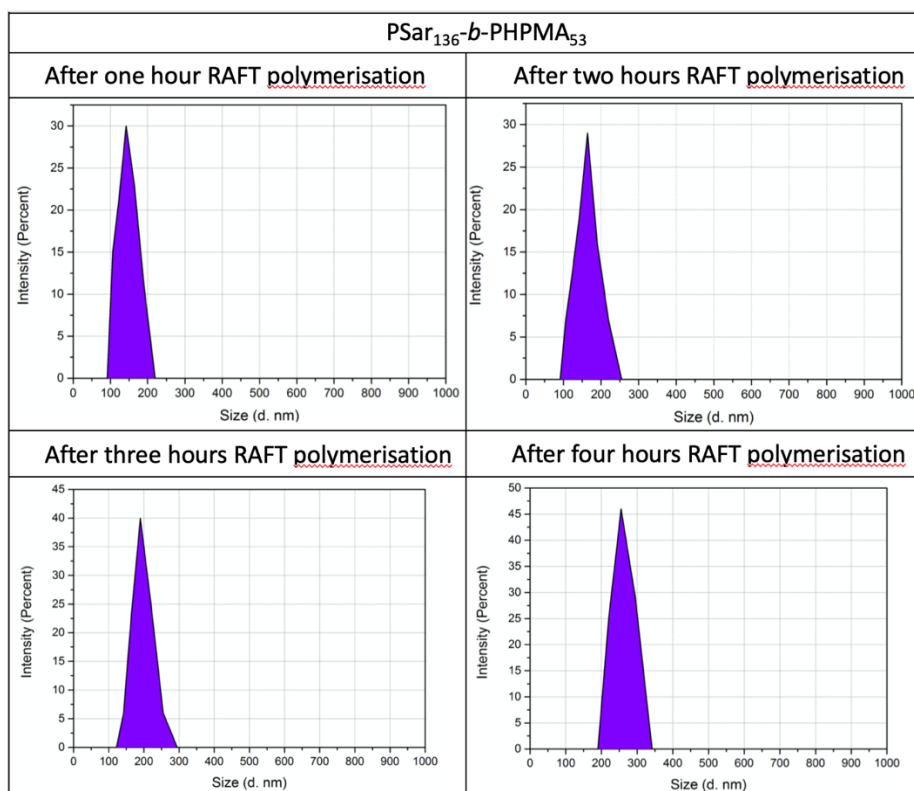 PSar₁₃₆-b-PHPMA₅₃
After one hour RAFT polymerisation
After two hours RAFT polymerisation
30
25
20
15
10
5
0
Intensity (Percent)
0 100 200 300 400 500 600 700 800 900 1000
Size (d. nm)
30
25
20
15
10
5
0
Intensity (Percent)
0 100 200 300 400 500 600 700 800 900 1000
Size (d. nm)
After three hours RAFT polymerisation
After four hours RAFT polymerisation
45
40
35
30
25
20
15
10
5
0
Intensity (Percent)
0 100 200 300 400 500 600 700 800 900 1000
Size (d. nm)
50
45
40
35
30
25
20
15
10
5
0
Intensity (Percent)
0 100 200 300 400 500 600 700 800 900 1000
Size (d. nm)